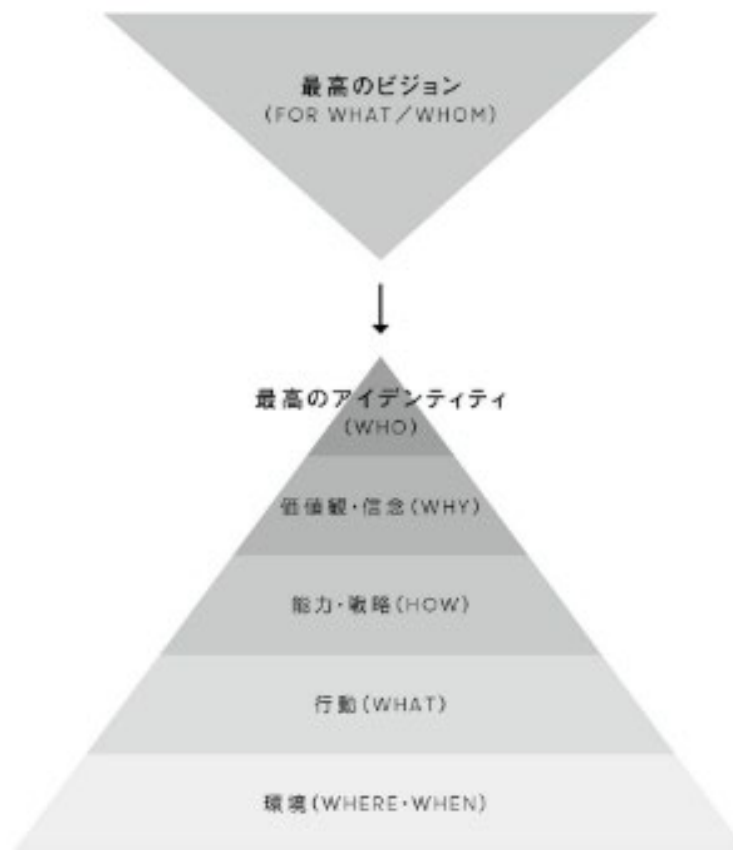 最高のビジョン
(FOR WHAT／WHOM)
最高のアイデンティティ
(WHO)
価値観・信念(WHY)
能力・戦略(HOW)
行動(WHAT)
環境(WHERE・WHEN)